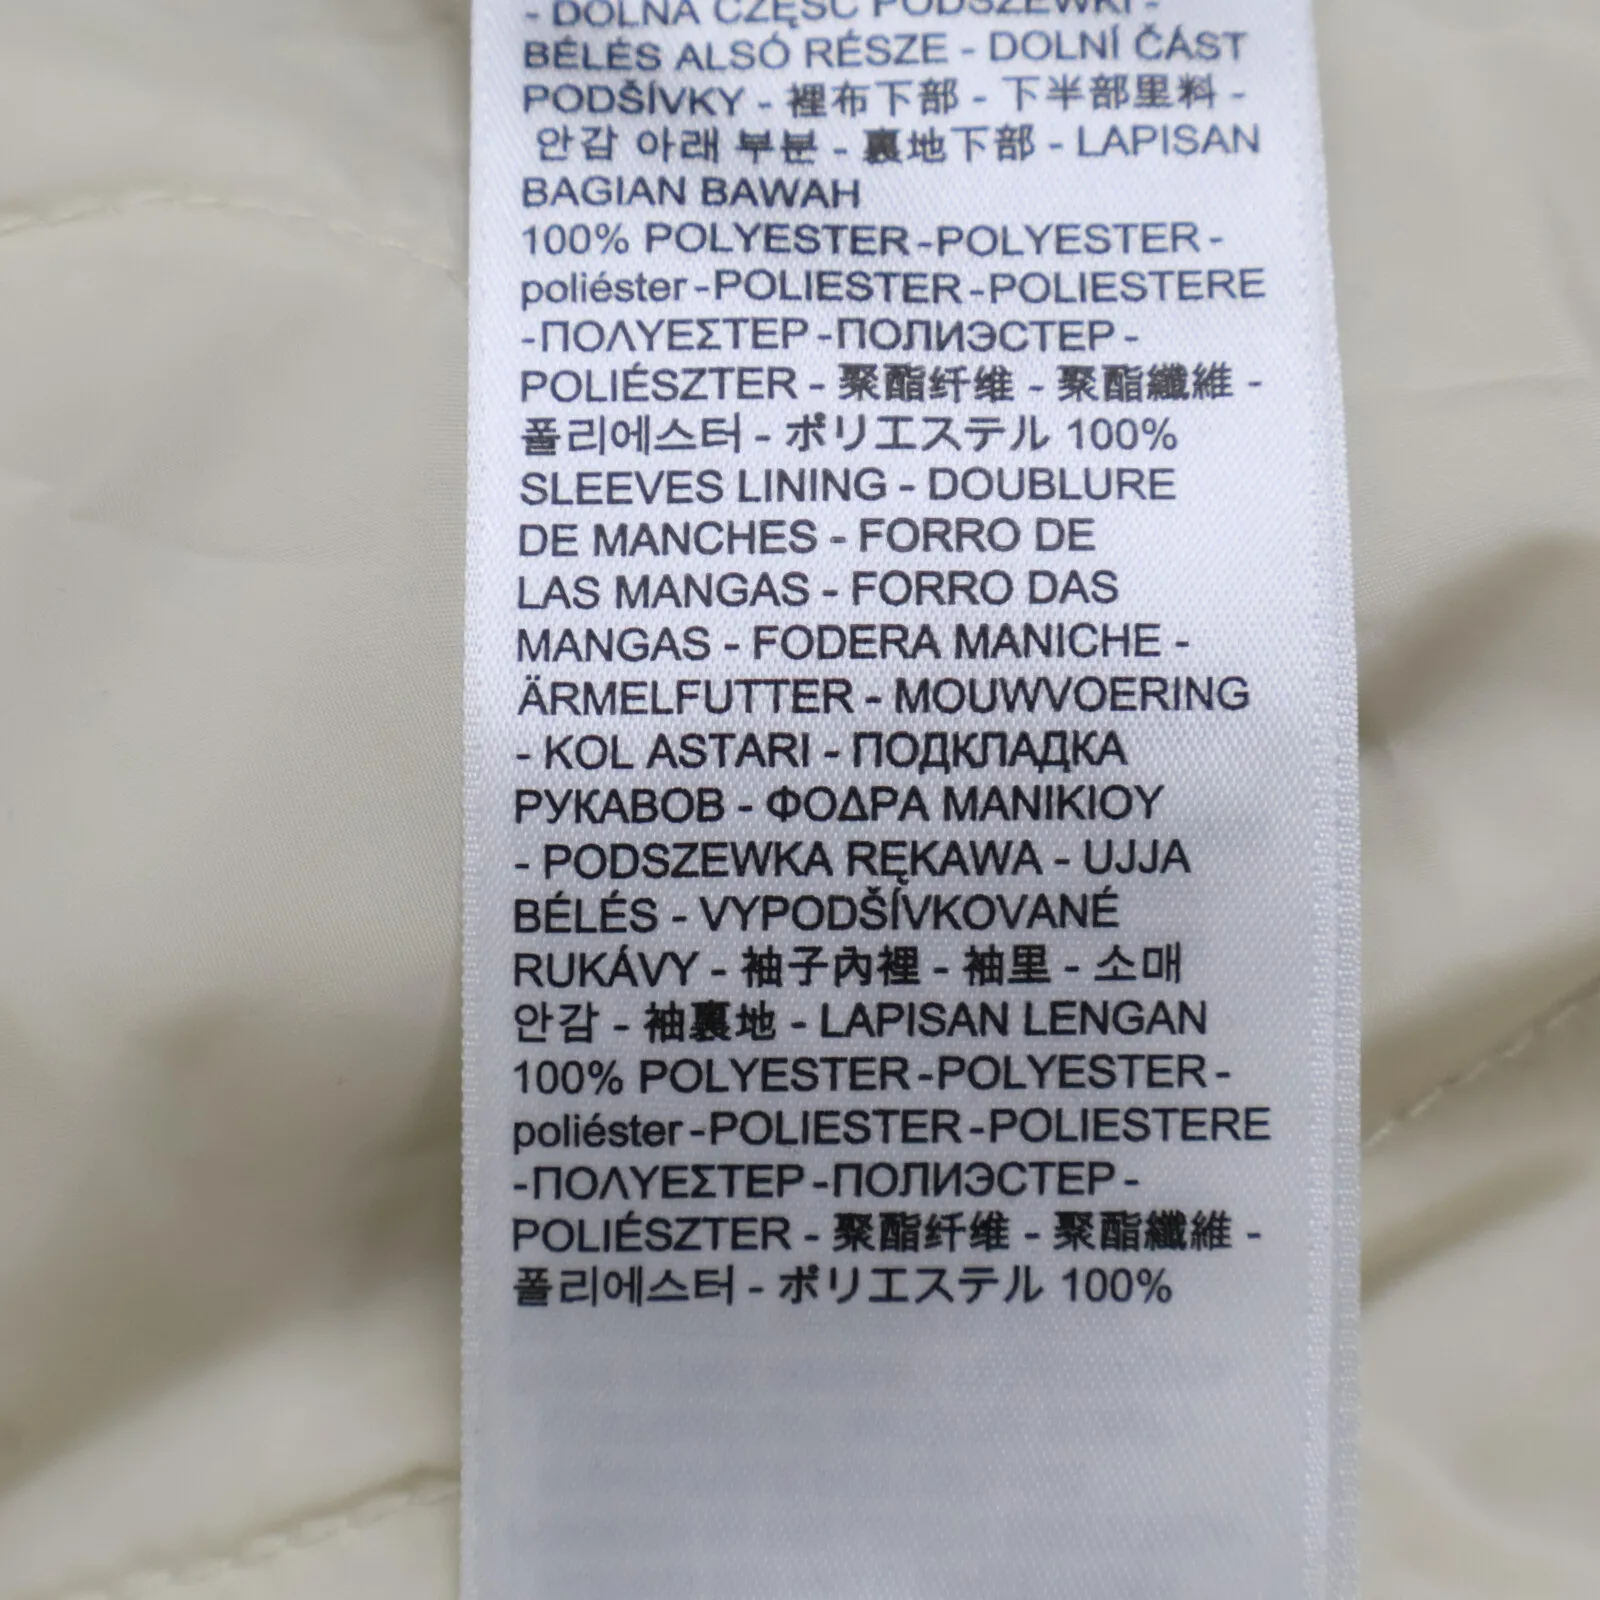 - DOLNA CZĘŚĆ PODSZEWKI -
BÉLÉS ALSÓ RÉSZE - DOLNÍ ČÁST
PODŠÍVKY - 裡布下部 - 下半部里料 -
안감 아래 부분 - 裏地下部 - LAPISAN
BAGIAN BAWAH
100% POLYESTER -POLYESTER -
poliéster -POLIESTER -POLIESTERE
-ΠΟΛΥΕΣΤΕΡ -ПОЛИЭСТЕР -
POLIÉSZTER - 聚酯纤维 - 聚酯纖維 -
폴리에스터 - ポリエステル 100%
SLEEVES LINING - DOUBLURE
DE MANCHES - FORRO DE
LAS MANGAS - FORRO DAS
MANGAS - FODERA MANICHE -
ÄRMELFUTTER - MOUWVOERING
- KOL ASTARI - ПОДКЛАДКА
РУКАВОВ - ΦΟΔΡΑ ΜΑΝΙΚΙΟΥ
- PODSZEWKA RĘKAWA - UJJA
BÉLÉS - VYPODŠÍVKOVANÉ
RUKÁVY - 袖子內裡 - 袖里 - 소매
안감 - 袖裏地 - LAPISAN LENGAN
100% POLYESTER -POLYESTER -
poliéster -POLIESTER -POLIESTERE
-ΠΟΛΥΕΣΤΕΡ -ПОЛИЭСТЕР -
POLIÉSZTER - 聚酯纤维 - 聚酯纖維 -
폴리에스터 - ポリエステル 100%